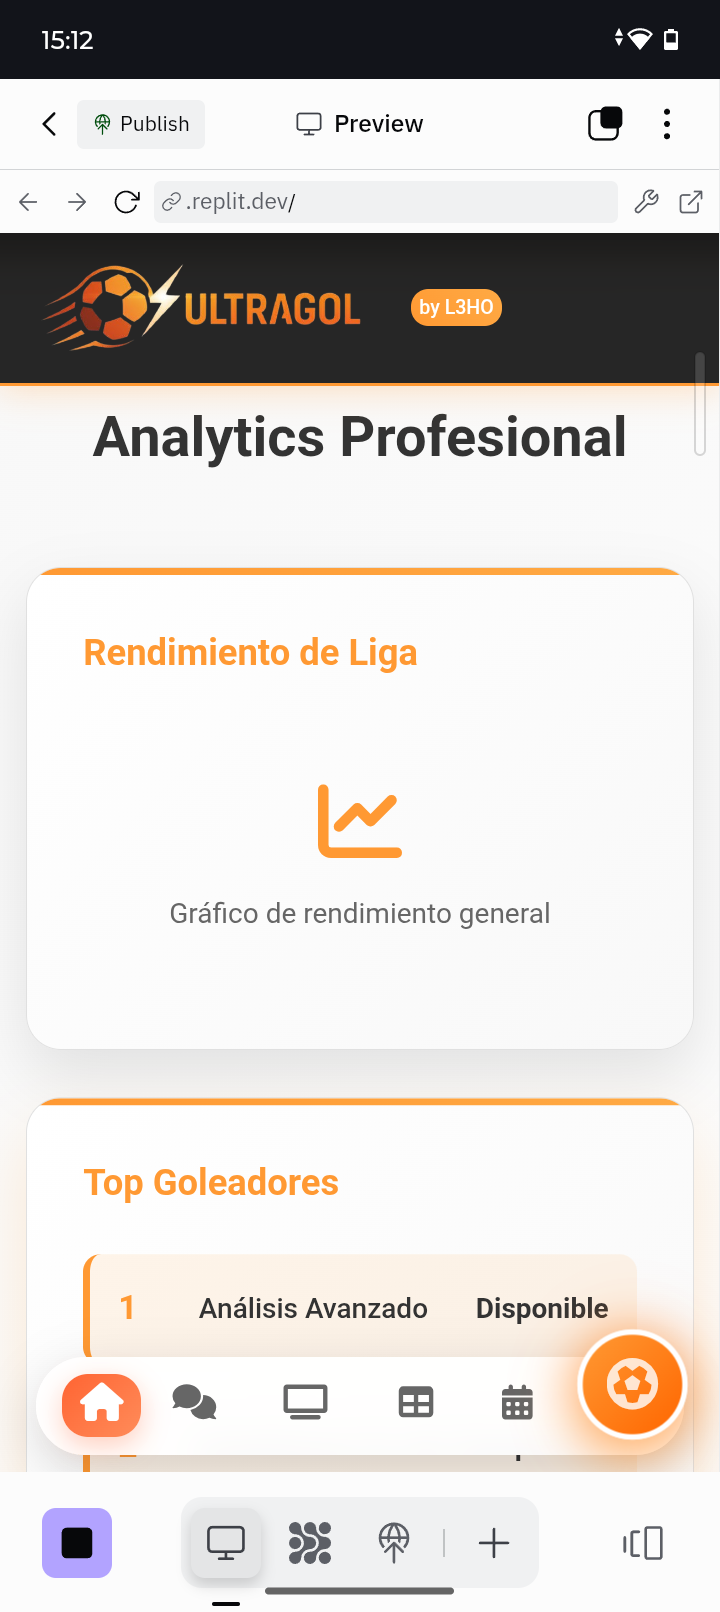 15:12
Publish
Preview
.replit.dev/
ULTRAGOL
by L3HO
Analytics Profesional
Rendimiento de Liga
Gráfico de rendimiento general
Top Goleadores
1 Análisis Avanzado Disponible